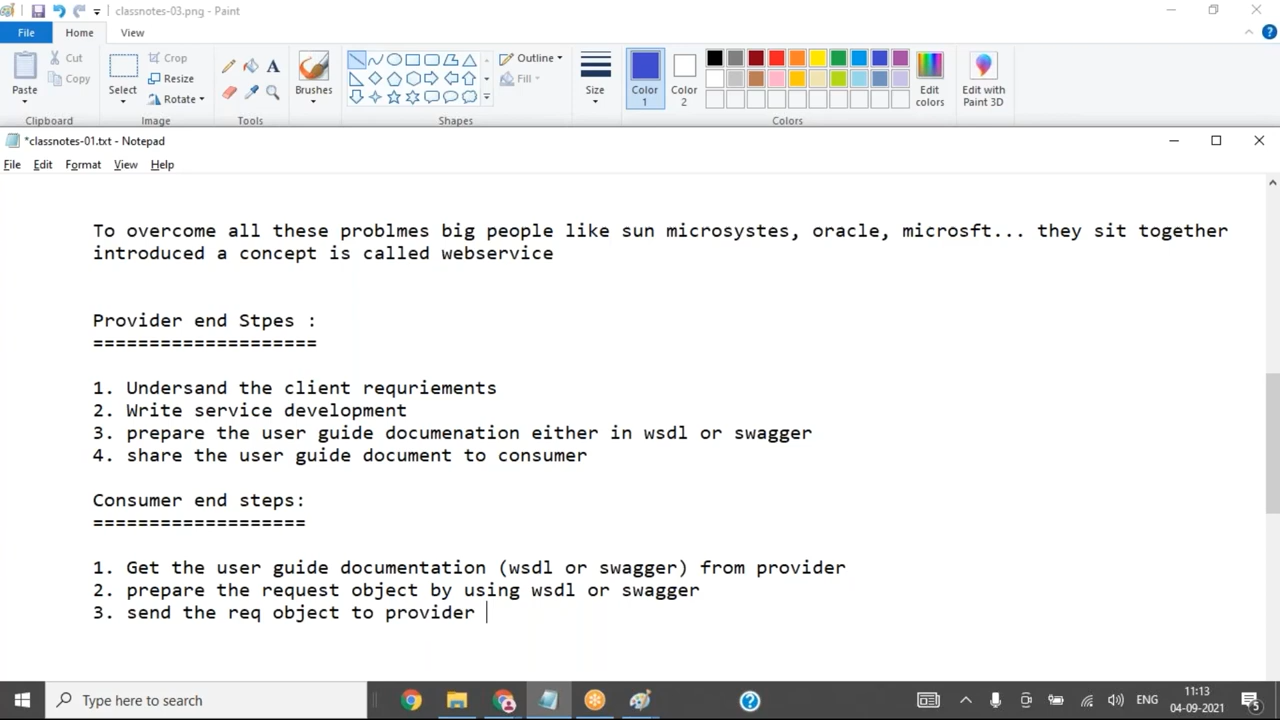 classnotes-03.png - Paint
File Home View
Paste
Cut
Copy
Clipboard
Select
Crop
Resize
Rotate
Image
A
Tools
Brushes
Outline
Fill
Shapes
Size
Color 1
Color 2
Edit colors
Colors
Edit with Paint 3D
*classnotes-01.txt - Notepad
File Edit Format View Help
To overcome all these problmes big people like sun microsystes, oracle, microsft... they sit together
introduced a concept is called webservice
Provider end Stpes :
====================
1. Undersand the client requriements
2. Write service development
3. prepare the user guide documenation either in wsdl or swagger
4. share the user guide document to consumer
Consumer end steps:
===================
1. Get the user guide documentation (wsdl or swagger) from provider
2. prepare the request object by using wsdl or swagger
3. send the req object to provider
Type here to search
ENG
11:13
04-09-2021
5